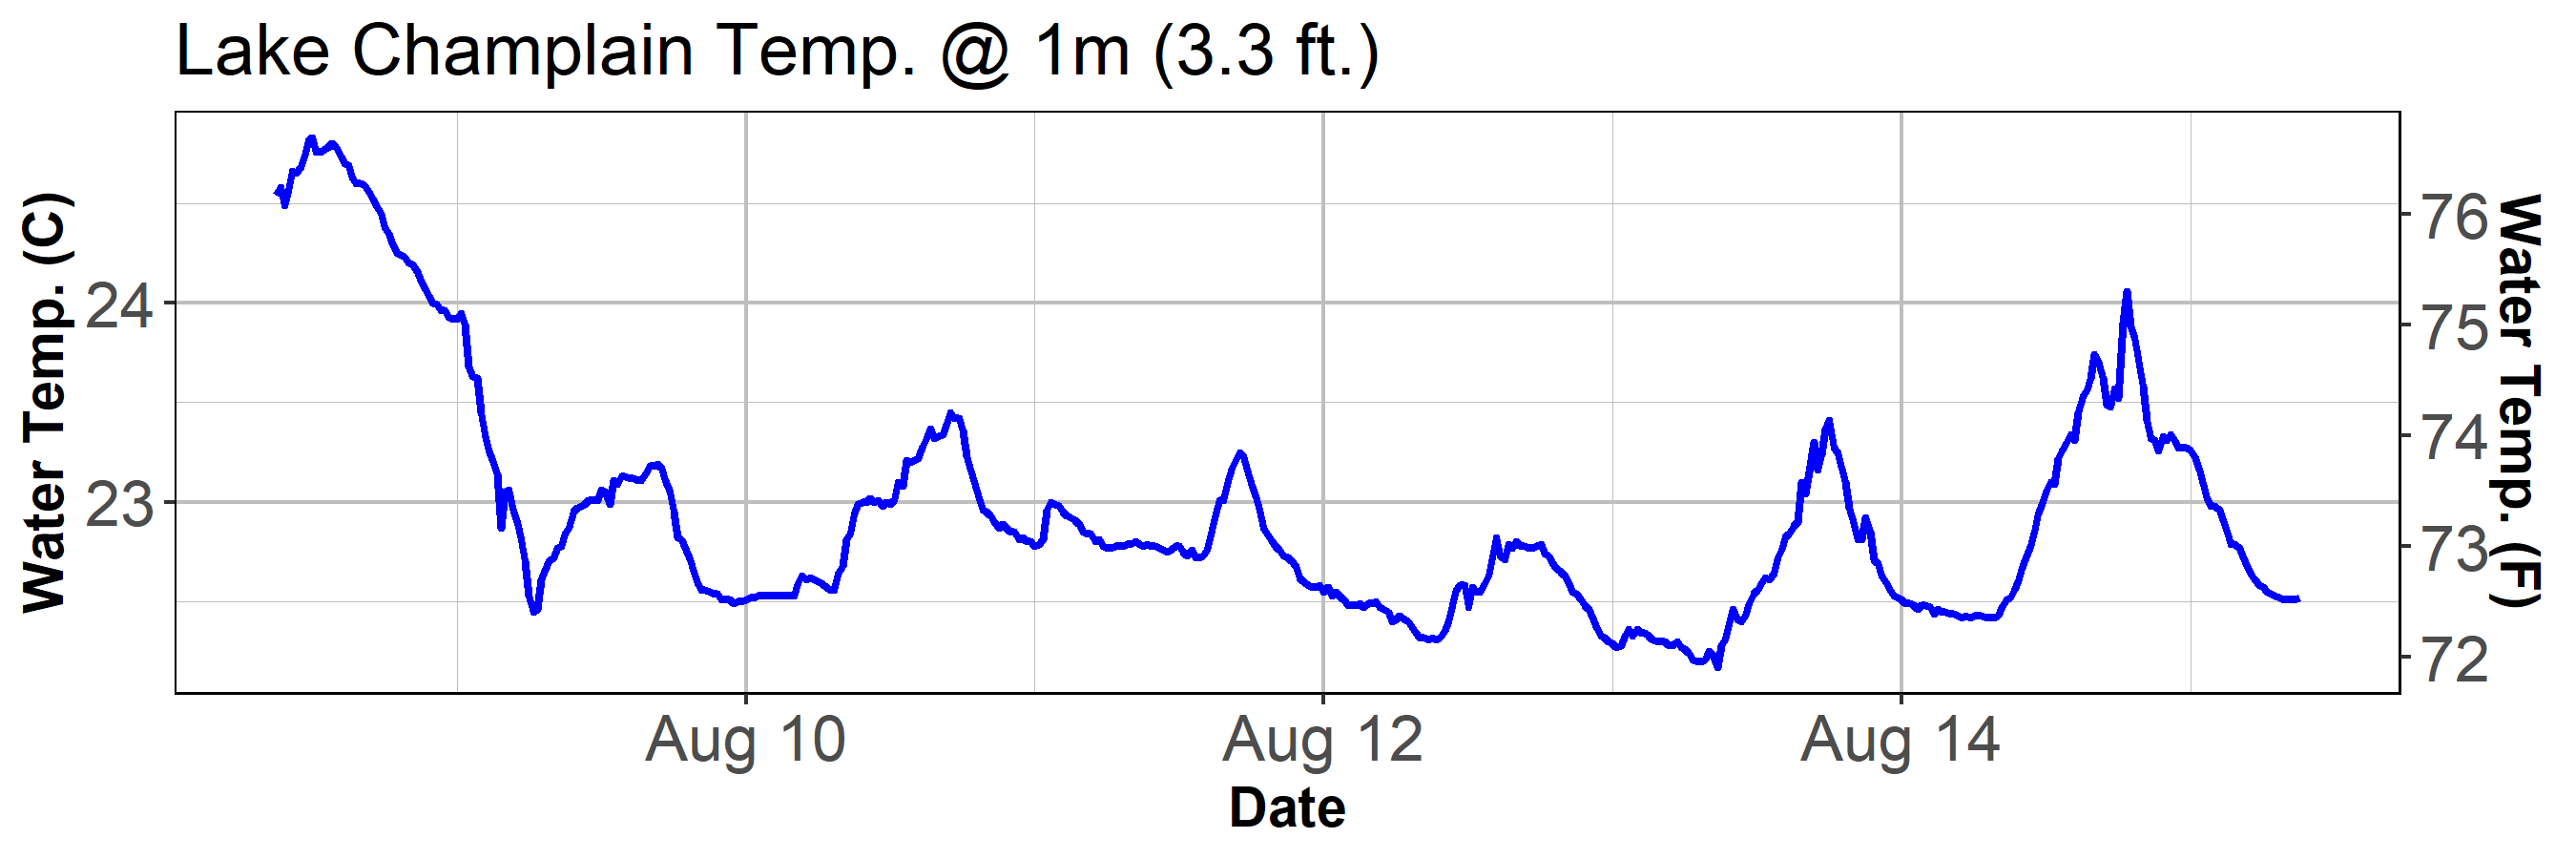 Lake Champlain Temp. @ 1m (3.3 ft.)
Water Temp. (C)
24
23
76
75
74
73
72
Water Temp. (F)
Aug 10
Aug 12
Aug 14
Date